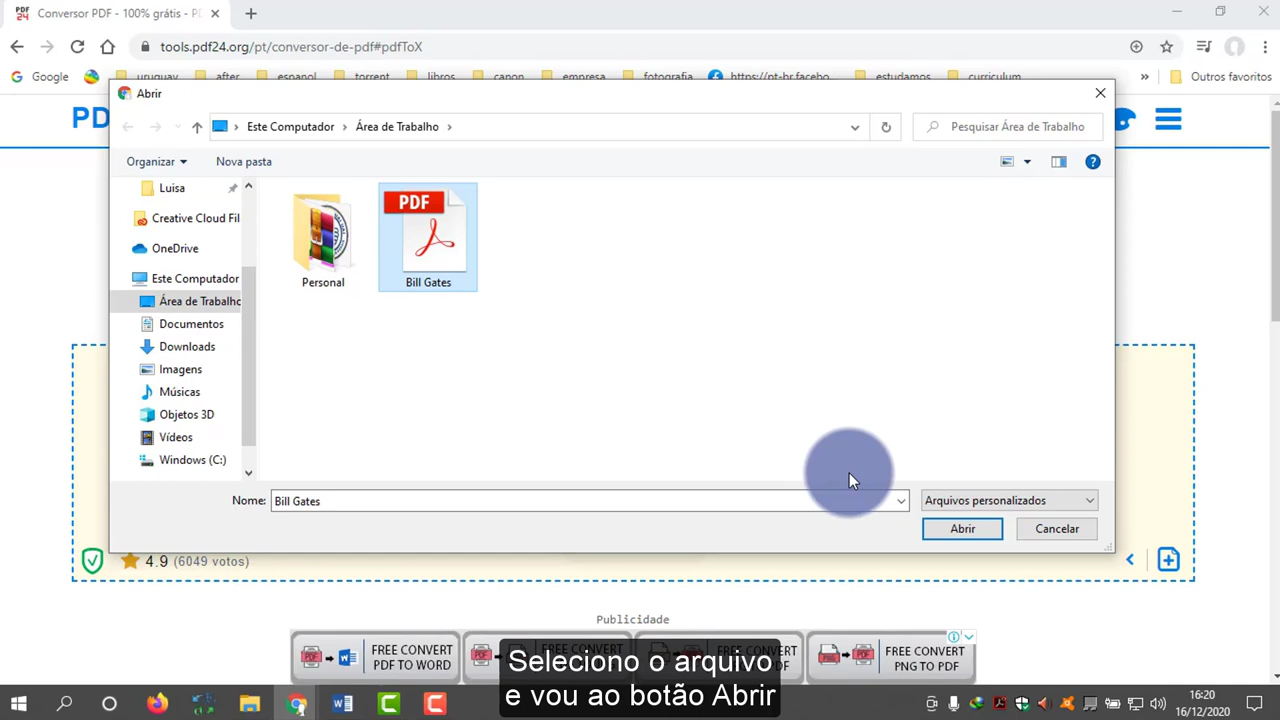 Conversor PDF - 100% grátis - P
tools.pdf24.org/pt/conversor-de-pdf#pdfToX
Google
uruguay
after
espanol
torrent
libros
canon
empresa
fotografia
https://pt-br.facebo
estudamos
curriculum
Outros favoritos
PD
Abrir
Este Computador
Área de Trabalho
Pesquisar Área de Trabalho
Organizar
Nova pasta
Luisa
Creative Cloud Fil
OneDrive
Este Computador
Área de Trabalho
Documentos
Downloads
Imagens
Músicas
Objetos 3D
Vídeos
Windows (C:)
Personal
PDF
Bill Gates
Nome:
Bill Gates
Arquivos personalizados
Abrir
Cancelar
4.9 (6049 votos)
Publicidade
FREE CONVERT
PDF TO WORD
FREE CONVERT
FREE CONVERT
PNG TO PDF
Seleciono o arquivo
e vou ao botão Abrir
16:20
16/12/2020